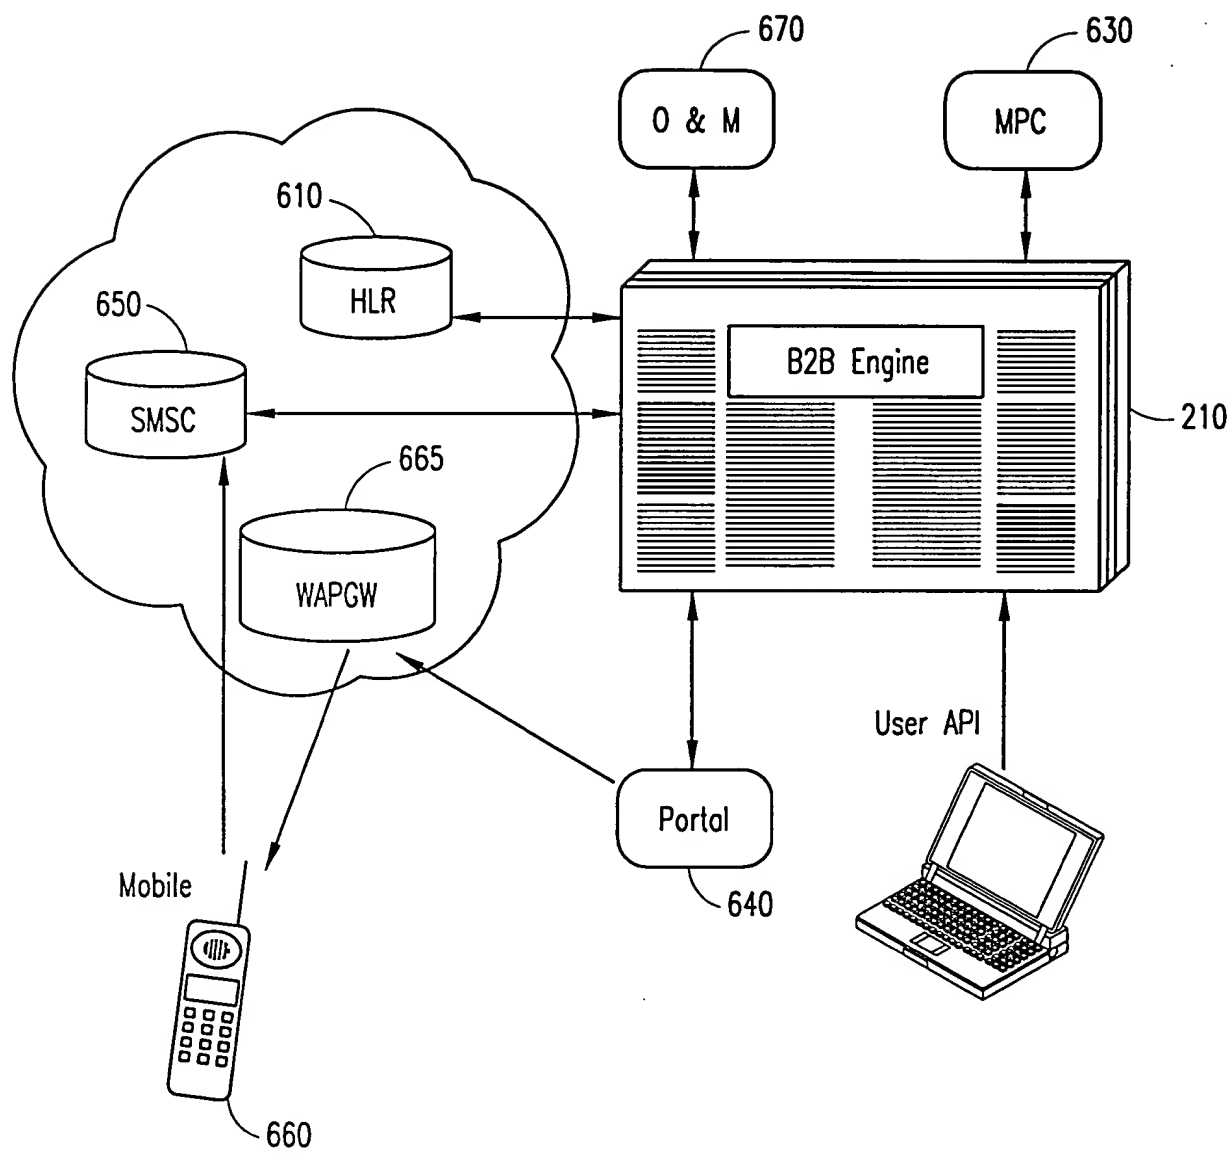 670
630
O & M
MPC
610
HLR
650
SMSC
B2B Engine
210
665
WAPGW
User API
Portal
640
Mobile
660